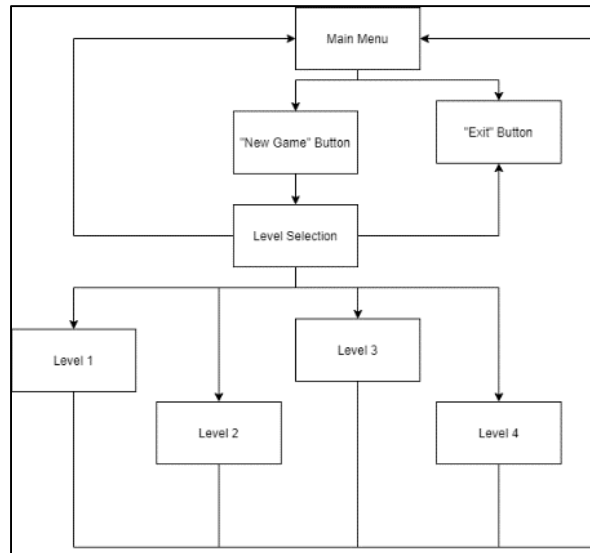 Main Menu
"New Game" Button
"Exit" Button
Level Selection
Level 1
Level 3
Level 2
Level 4